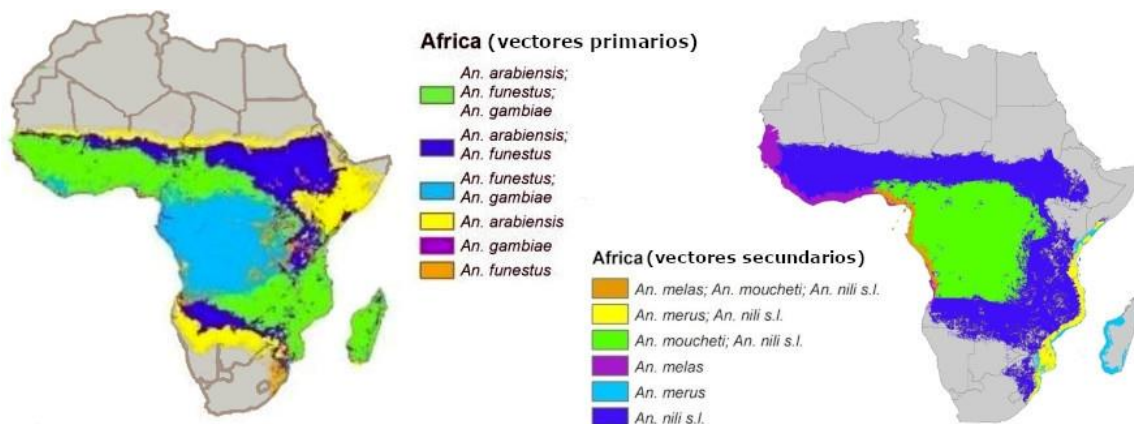 Africa (vectores primarios)
An. arabiensis;
An. funestus;
An. gambiae
An. arabiensis;
An. funestus
An. funestus;
An. gambiae
An. arabiensis
An. gambiae
An. funestus
Africa (vectores secundarios)
An. melas; An. moucheti; An. nili s.l.
An. merus; An. nili s.l.
An. moucheti; An. nili s.l.
An. melas
An. merus
An. nili s.l.